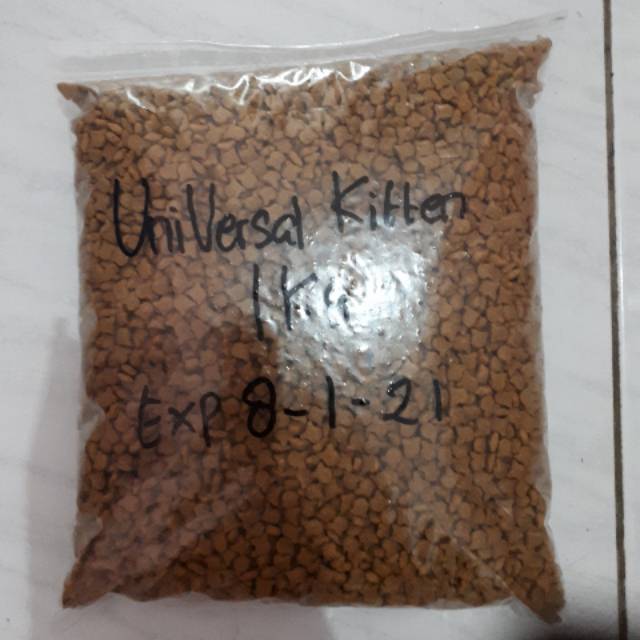 Universal Kitten
1Kg
Exp 8-1-21